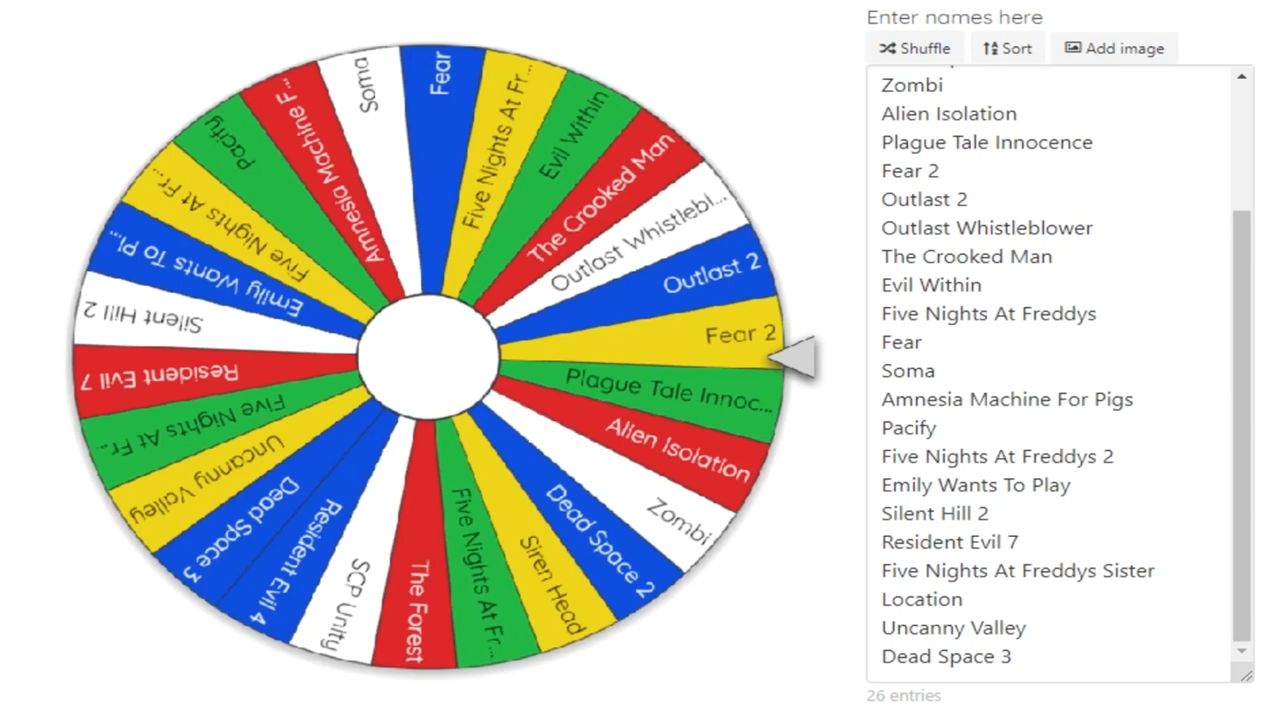 Enter names here
Shuffle
Sort
Add image
Zombi
Alien Isolation
Plague Tale Innocence
Fear 2
Outlast 2
Outlast Whistleblower
The Crooked Man
Evil Within
Five Nights At Freddys
Fear
Soma
Amnesia Machine For Pigs
Pacify
Five Nights At Freddys 2
Emily Wants To Play
Silent Hill 2
Resident Evil 7
Five Nights At Freddys Sister
Location
Uncanny Valley
Dead Space 3
26 entries
Fear
Five Nights At Fr...
Evil Within
The Crooked Man
Outlast Whistlebl...
Outlast 2
Fear 2
Plague Tale Innoc...
Alien Isolation
Zombi
Dead Space 2
Siren Head
Five Nights At Fr...
The Forest
SCP Unity
Resident Evil 4
Dead Space 3
Uncanny Valley
Five Nights At Fr...
Resident Evil 7
Silent Hill 2
Emily Wants To Pl...
Five Nights At Fr...
Pacify
Amnesia Machine F...
Soma